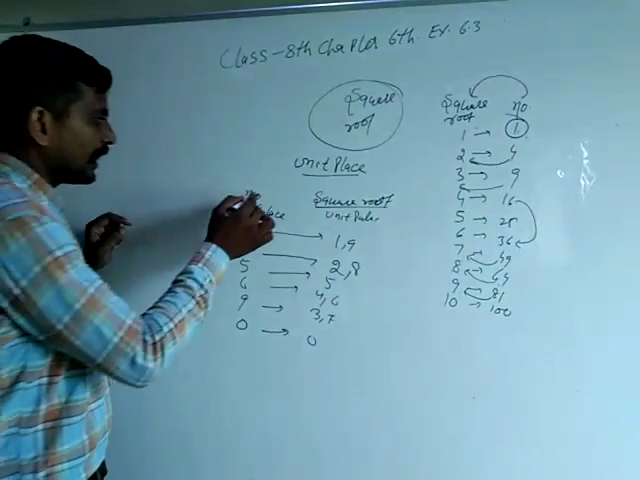 Class-8th Chapter 6th. Ex. 6.3
Square
root
Unit Place
Square root
Unit Place
→ 1,9
→ 2,8
5 → 5
6 → 4,6
9 → 3,7
0 → 0
Square root no.
1 → 1
2 → 4
3 → 9
4 → 16
5 → 25
6 → 36
7 → 49
8 → 64
9 → 81
10 → 100